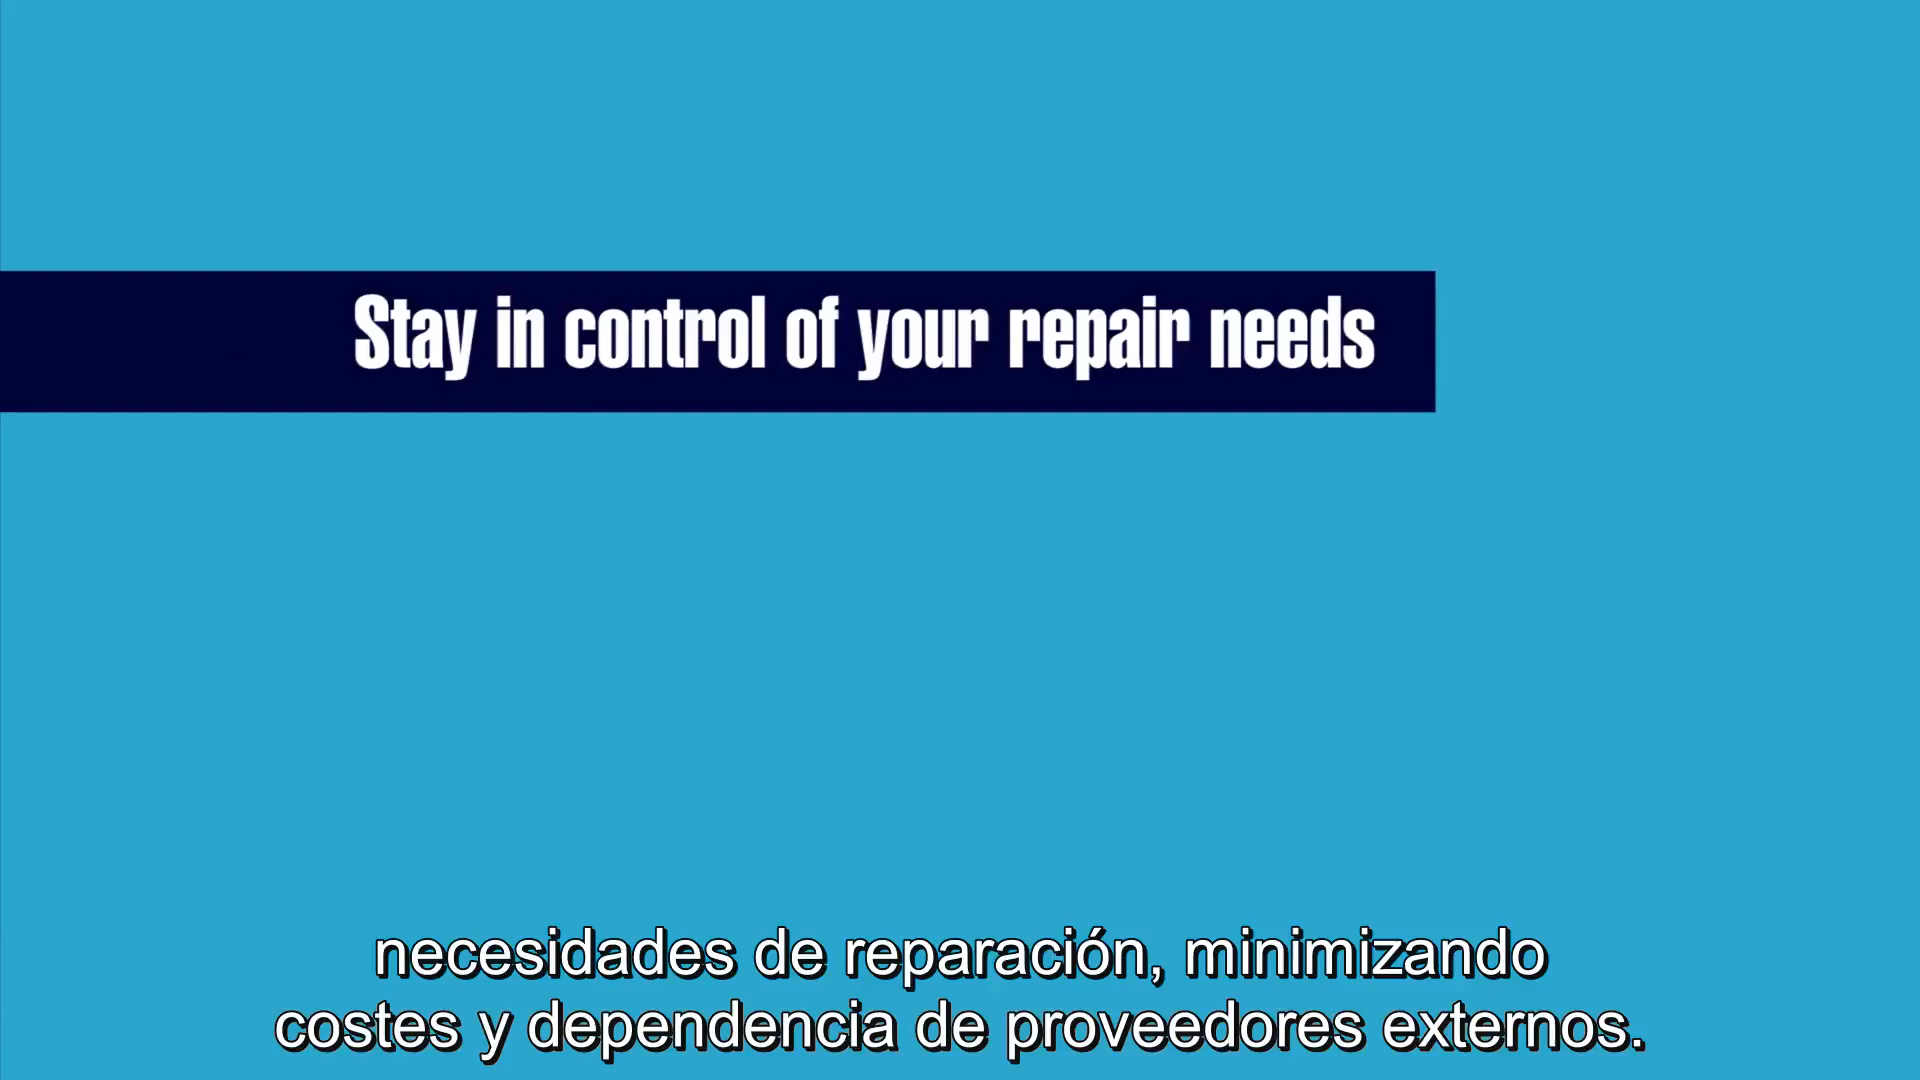 Stay in control of your repair needs
necesidades de reparación, minimizando
costes y dependencia de proveedores externos.